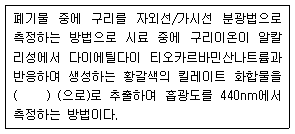 폐기물 중에 구리를 자외선/가시선 분광법으로
측정하는 방법으로 시료 중에 구리이온이 알칼
리성에서 다이에틸다이 티오카르바민산나트륨과
반응하여 생성하는 황갈색의 킬레이트 화합물을
(    ) (으로)로 추출하여 흡광도를 440nm에서
측정하는 방법이다.